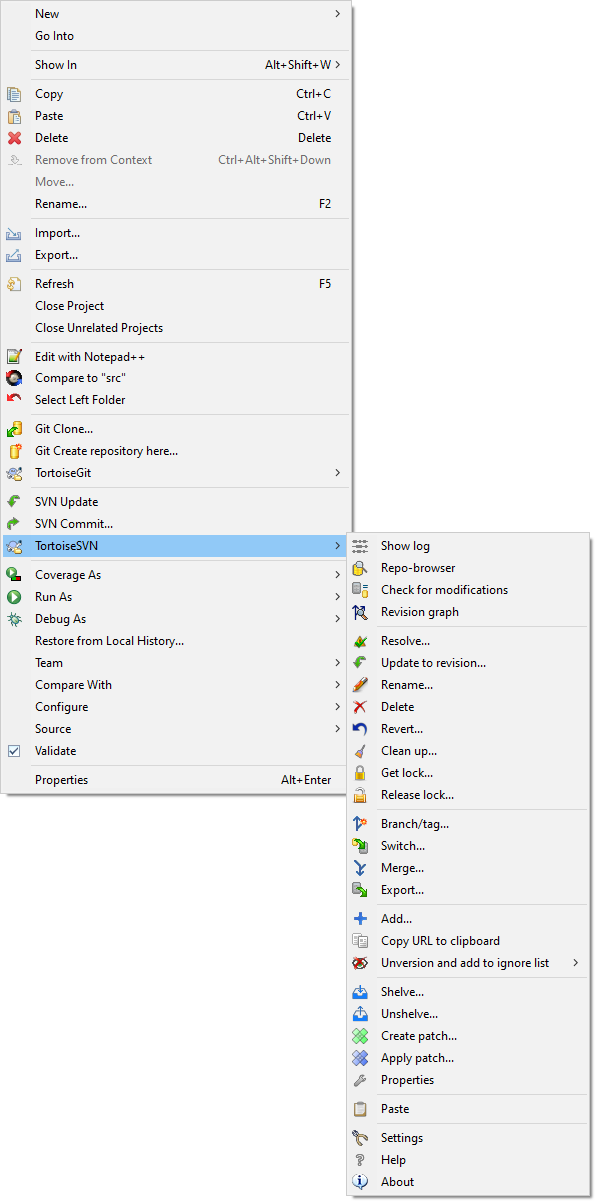 New
Go Into
Show In Alt+Shift+W
Copy Ctrl+C
Paste Ctrl+V
Delete Delete
Remove from Context Ctrl+Alt+Shift+Down
Move...
Rename... F2
Import...
Export...
Refresh F5
Close Project
Close Unrelated Projects
Edit with Notepad++
Compare to "src"
Select Left Folder
Git Clone...
Git Create repository here...
TortoiseGit
SVN Update
SVN Commit...
TortoiseSVN
Coverage As
Run As
Debug As
Restore from Local History...
Team
Compare With
Configure
Source
Validate
Properties Alt+Enter
Show log
Repo-browser
Check for modifications
Revision graph
Resolve...
Update to revision...
Rename...
Delete
Revert...
Clean up...
Get lock...
Release lock...
Branch/tag...
Switch...
Merge...
Export...
Add...
Copy URL to clipboard
Unversion and add to ignore list
Shelve...
Unshelve...
Create patch...
Apply patch...
Properties
Paste
Settings
Help
About